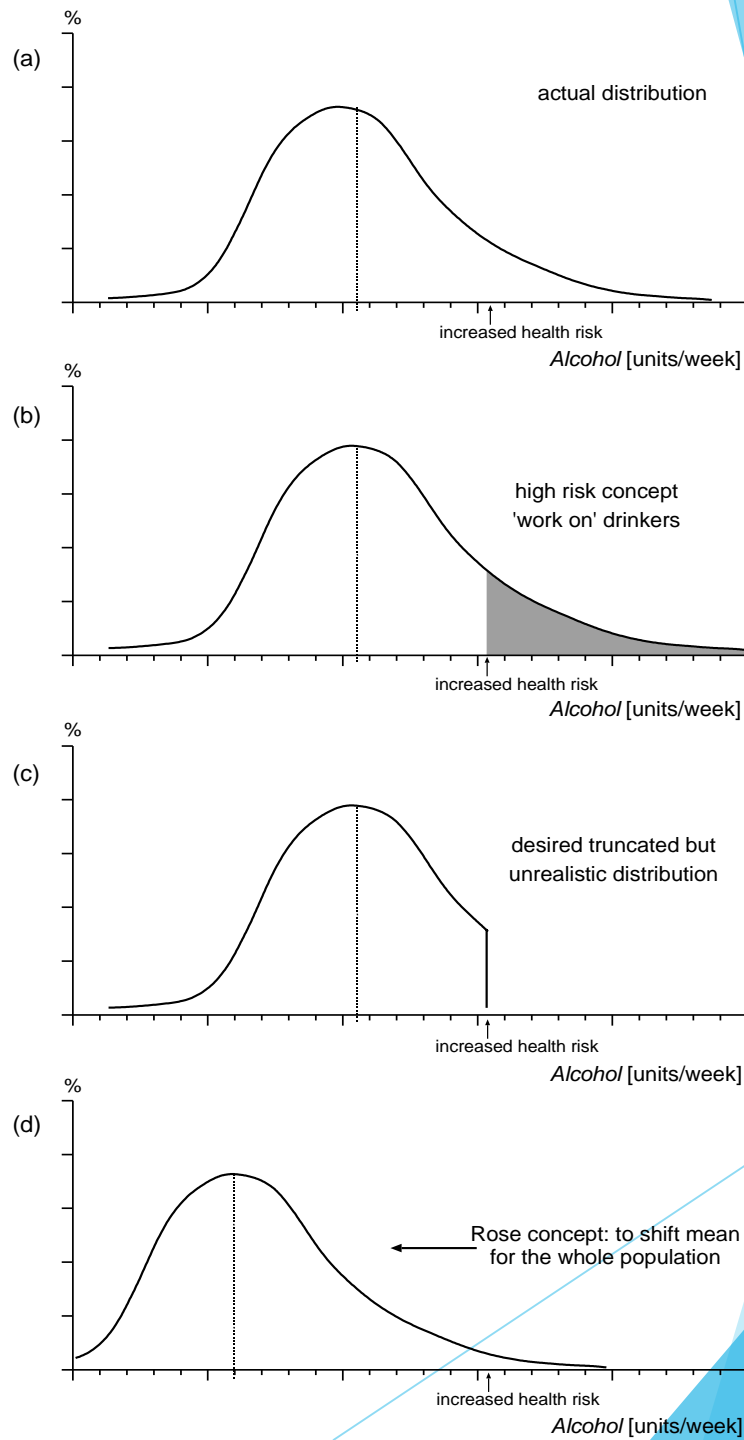 %
(a)
actual distribution
increased health risk
Alcohol [units/week]
%
(b)
high risk concept
'work on' drinkers
increased health risk
Alcohol [units/week]
%
(c)
desired truncated but
unrealistic distribution
increased health risk
Alcohol [units/week]
%
(d)
Rose concept: to shift mean
for the whole population
increased health risk
Alcohol [units/week]